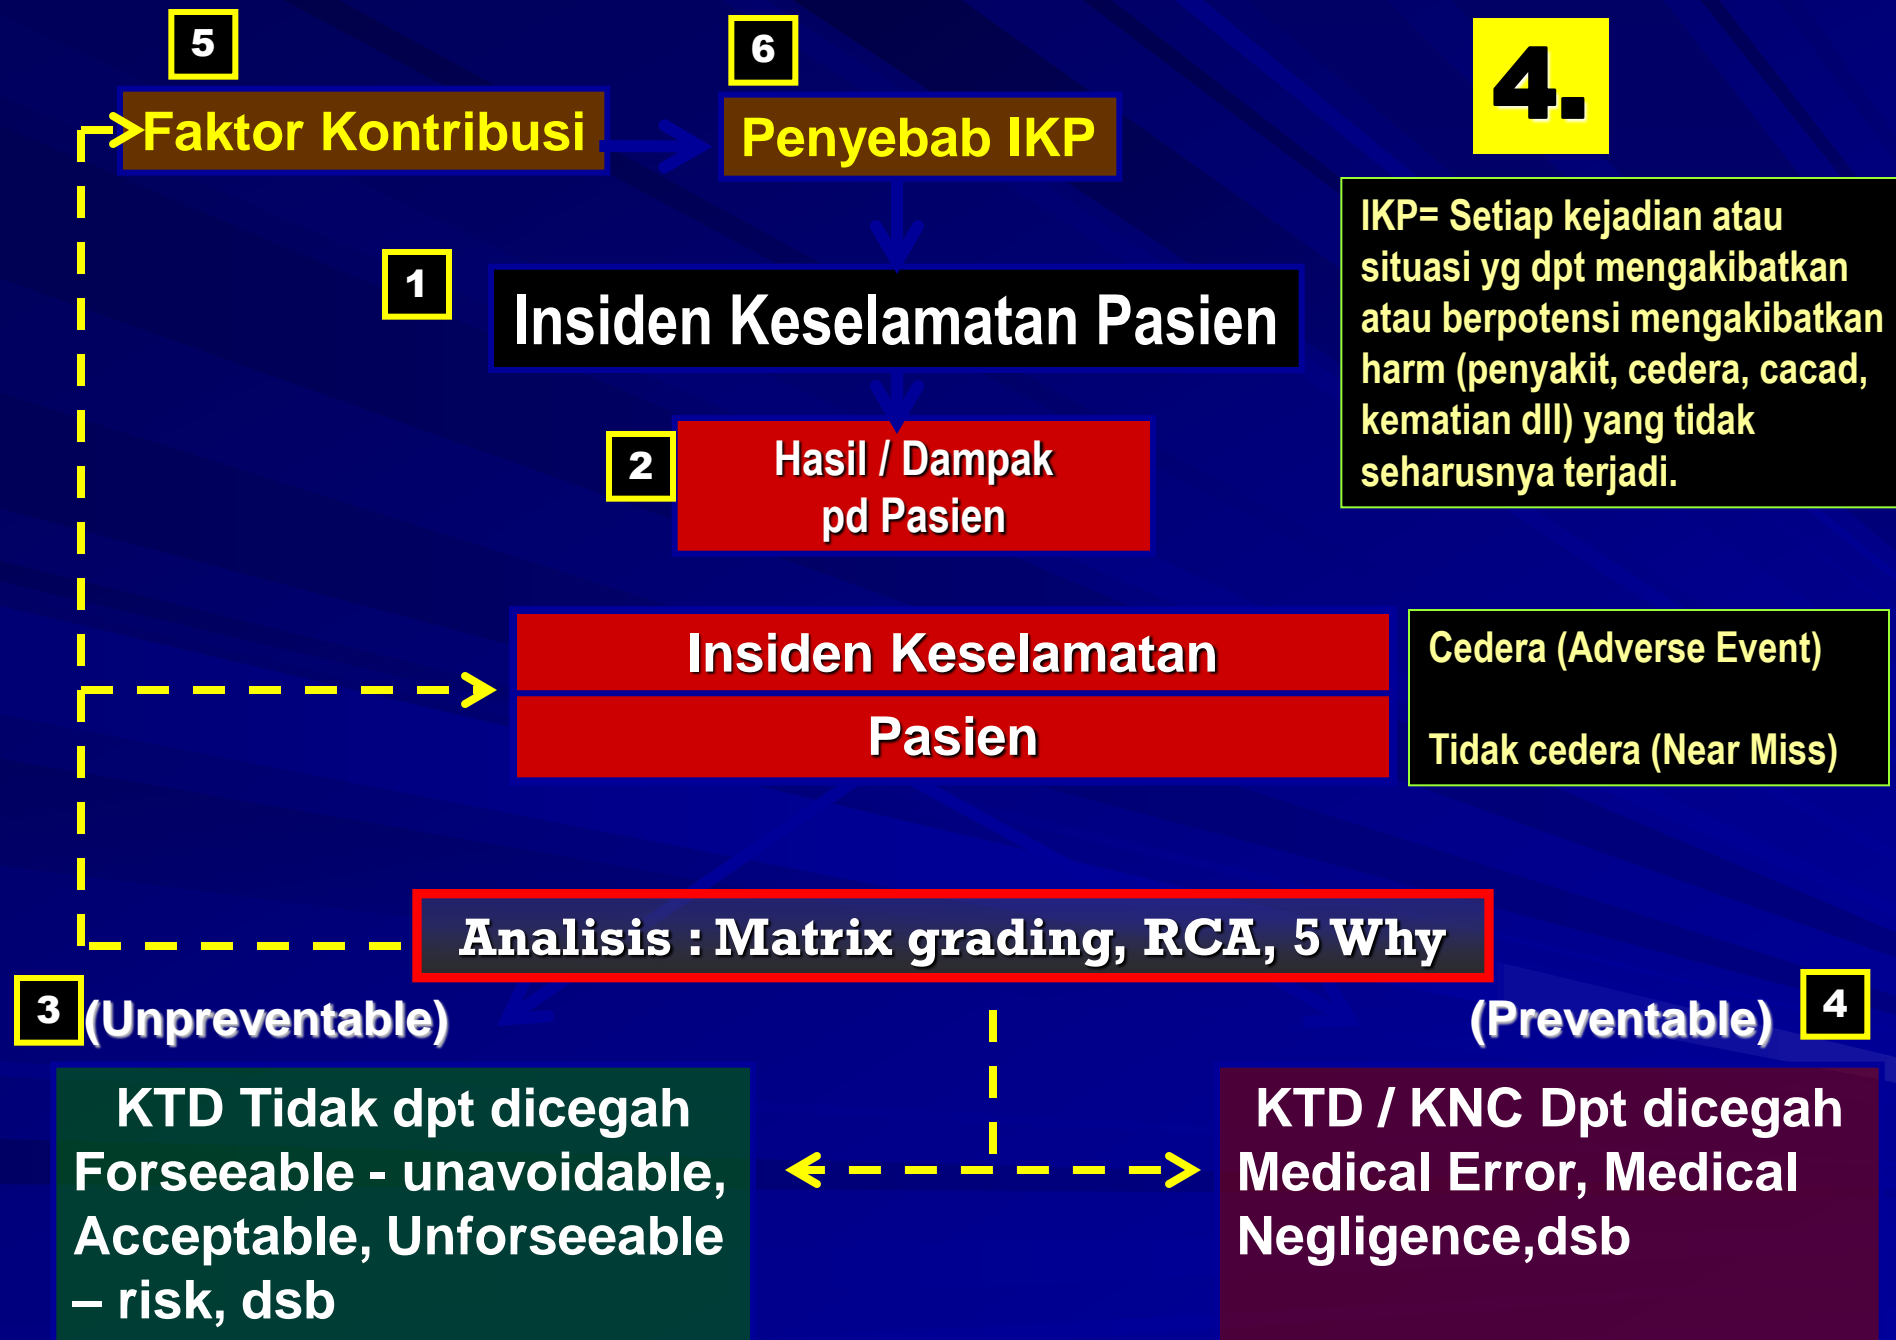 5
6
4.
Faktor Kontribusi
Penyebab IKP
IKP= Setiap kejadian atau
situasi yg dpt mengakibatkan
atau berpotensi mengakibatkan
harm (penyakit, cedera, cacad,
kematian dll) yang tidak
seharusnya terjadi.
1
Insiden Keselamatan Pasien
2
Hasil / Dampak
pd Pasien
Insiden Keselamatan
Pasien
Cedera (Adverse Event)
Tidak cedera (Near Miss)
Analisis : Matrix grading, RCA, 5 Why
3
(Unpreventable)
(Preventable)
4
KTD Tidak dpt dicegah
Forseeable - unavoidable,
Acceptable, Unforseeable
– risk, dsb
KTD / KNC Dpt dicegah
Medical Error, Medical
Negligence,dsb